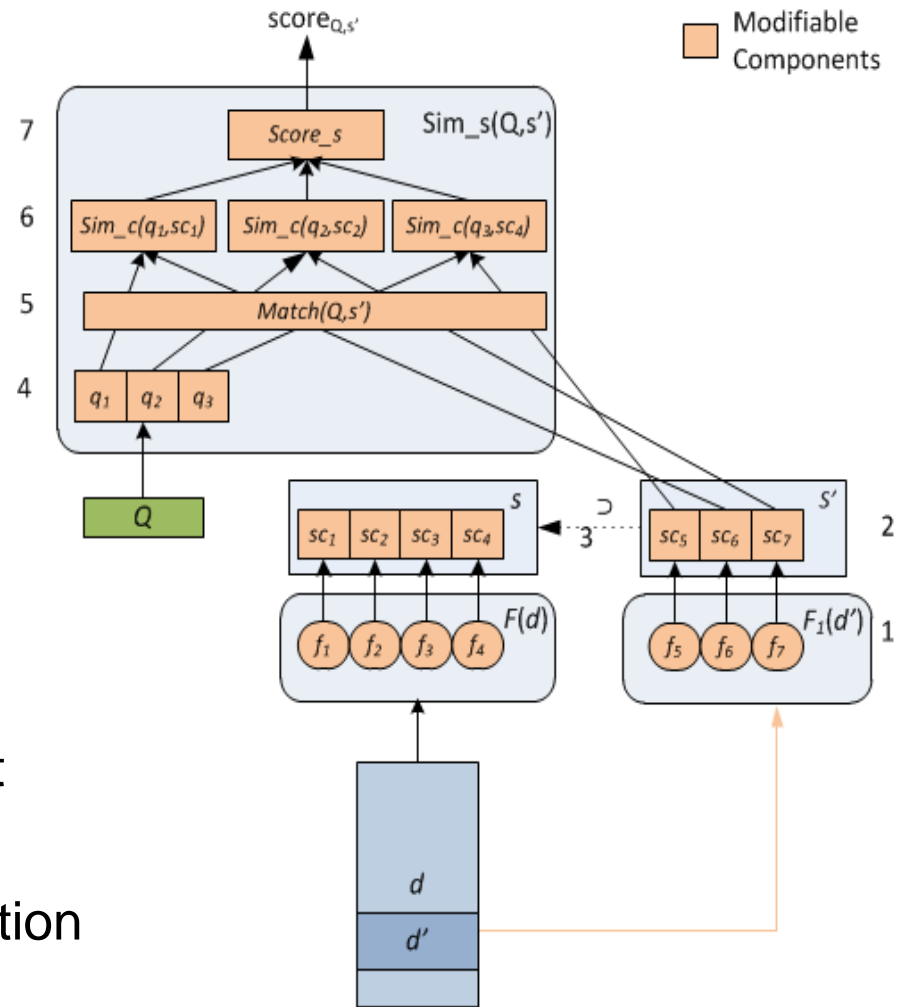 score_Q,s'
Modifiable
Components
7
Score_s
Sim_s(Q,s')
6
Sim_c(q₁,sc₁)
Sim_c(q₂,sc₂)
Sim_c(q₃,sc₄)
5
Match(Q,s')
4
q₁ q₂ q₃
Q
s
sc₁ sc₂ sc₃ sc₄
⊃
3
S'
sc₅ sc₆ sc₇
2
F(d)
f₁ f₂ f₃ f₄
F₁(d')
f₅ f₆ f₇
1
d
tion
d'